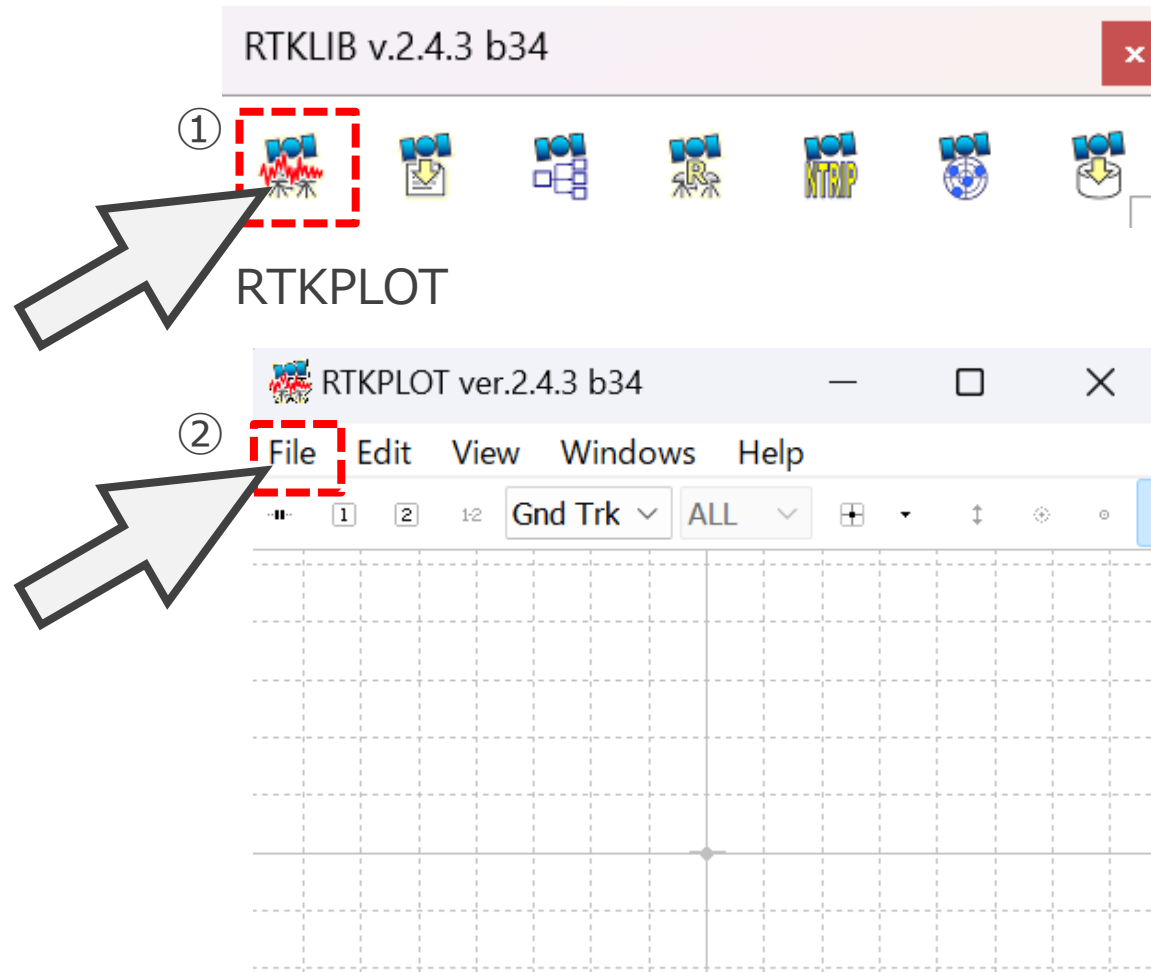 RTKLIB v.2.4.3 b34
①
R
NTRIP
RTKPLOT
RTKPLOT ver.2.4.3 b34
②
File Edit View Windows Help
1 2 1-2 Gnd Trk ALL